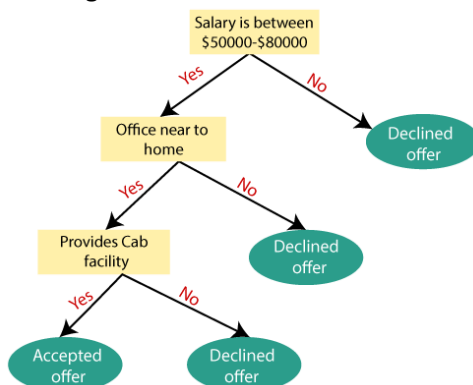 Salary is between
$50000-$80000
Yes
No
Office near to
home
Declined
offer
Yes
No
Provides Cab
facility
Declined
offer
Yes
No
Accepted
offer
Declined
offer